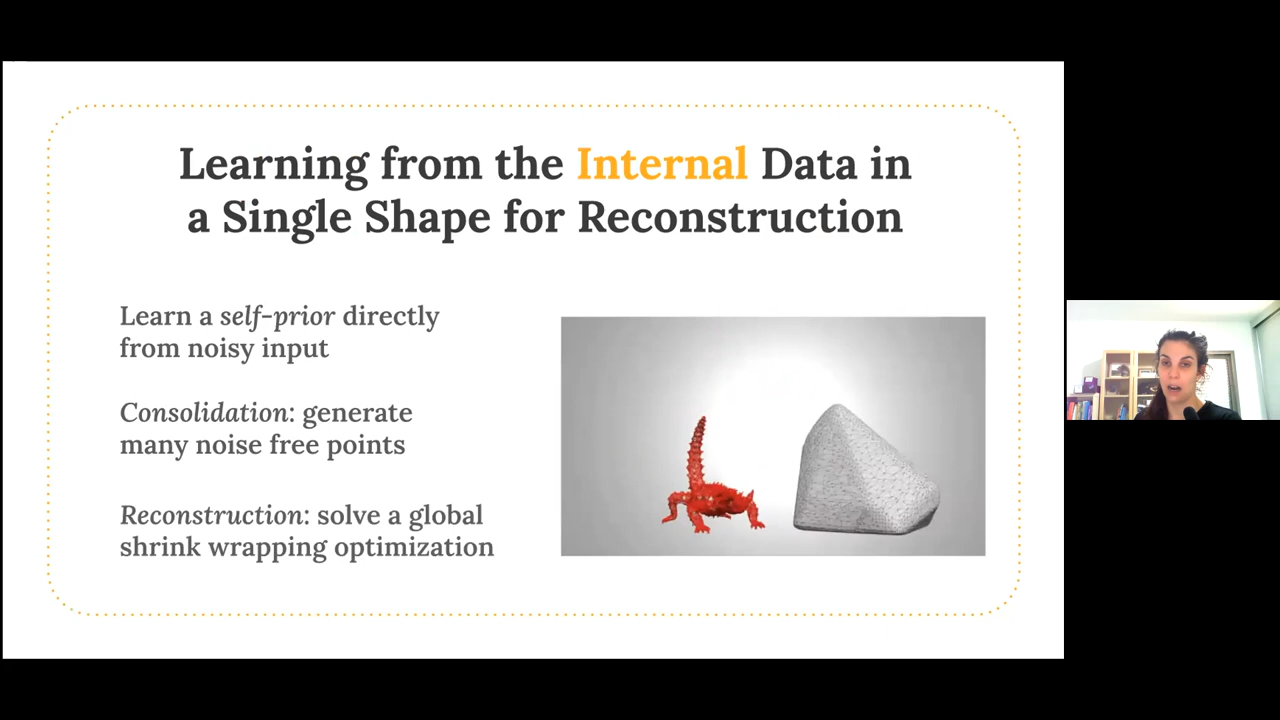 Learning from the Internal Data in
a Single Shape for Reconstruction
Learn a self-prior directly
from noisy input
Consolidation: generate
many noise free points
Reconstruction: solve a global
shrink wrapping optimization